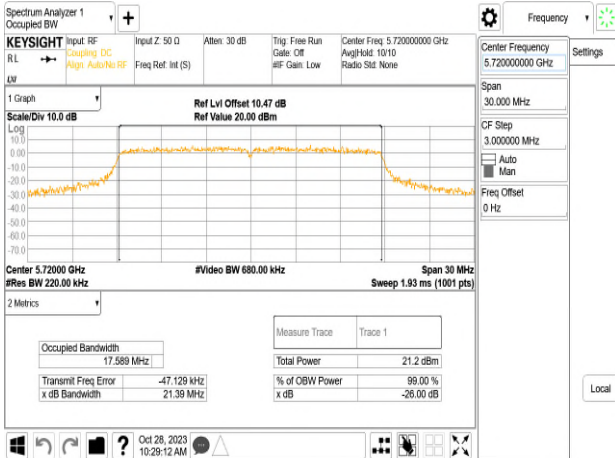 Spectrum Analyzer 1
Occupied BW
+
Frequency
KEYSIGHT
RL
Input: RF
Coupling: DC
Align: Auto/No RF
Input Z: 50 Ω
Freq Ref: Int (S)
Atten: 30 dB
Trig: Free Run
Gate: Off
#IF Gain: Low
Center Freq: 5.720000000 GHz
Avg|Hold: 10/10
Radio Std: None
Center Frequency
5.720000000 GHz
Settings
Span
30.000 MHz
CF Step
3.000000 MHz
Auto
Man
Freq Offset
0 Hz
Local
1 Graph
Scale/Div 10.0 dB
Ref Lvl Offset 10.47 dB
Ref Value 20.00 dBm
Log
10.0
0.00
-10.0
-20.0
-30.0
-40.0
-50.0
-60.0
-70.0
Center 5.72000 GHz
#Video BW 680.00 kHz
Span 30 MHz
#Res BW 220.00 kHz
Sweep 1.93 ms (1001 pts)
2 Metrics
Measure Trace Trace 1
Occupied Bandwidth
17.589 MHz
Total Power 21.2 dBm
Transmit Freq Error -47.129 kHz
% of OBW Power 99.00 %
x dB Bandwidth 21.39 MHz
x dB -26.00 dB
?
Oct 28, 2023
10:29:12 AM